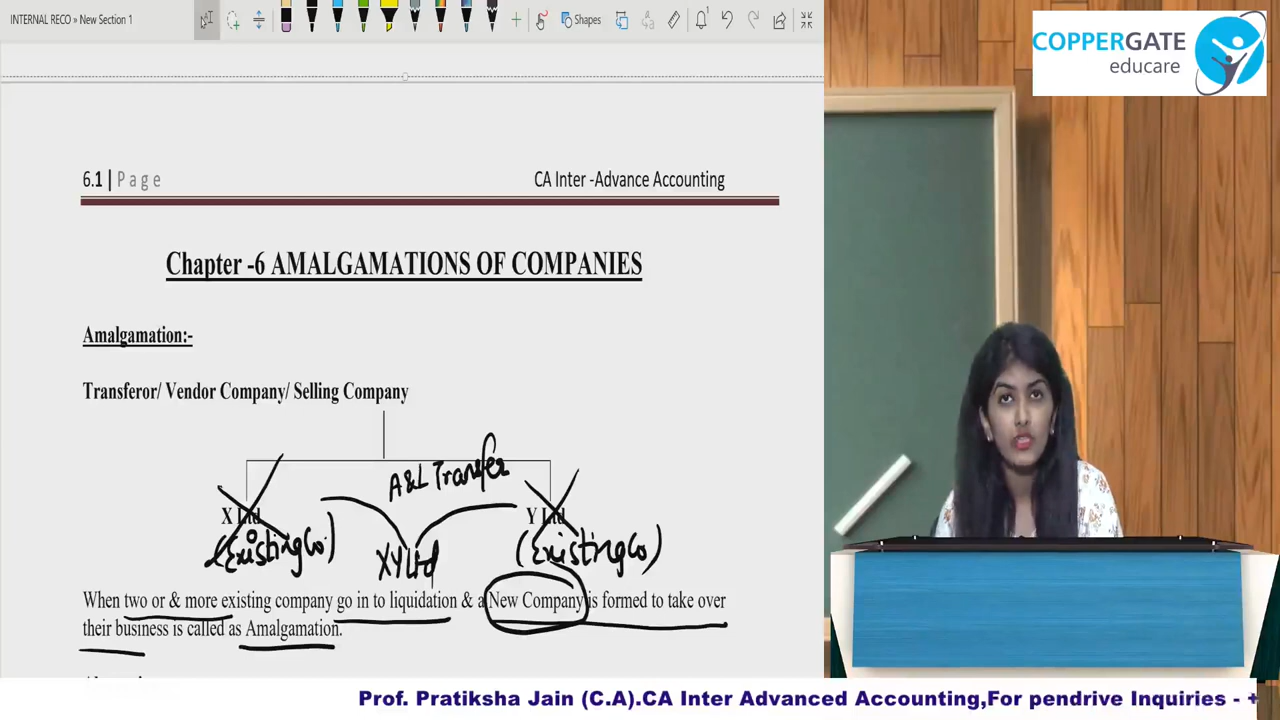 INTERNAL RECO » New Section 1
Shapes
COPPERGATE
educare
6.1 | Page
CA Inter -Advance Accounting
Chapter -6 AMALGAMATIONS OF COMPANIES
Amalgamation:-
Transferor/ Vendor Company/ Selling Company
A&L Transfer
X Ltd
Y Ltd
(Existing Co.)
XY Ltd
(Existing Co)
When two or & more existing company go in to liquidation & a New Company is formed to take over
their business is called as Amalgamation.
Prof. Pratiksha Jain (C.A).CA Inter Advanced Accounting,For pendrive Inquiries - +